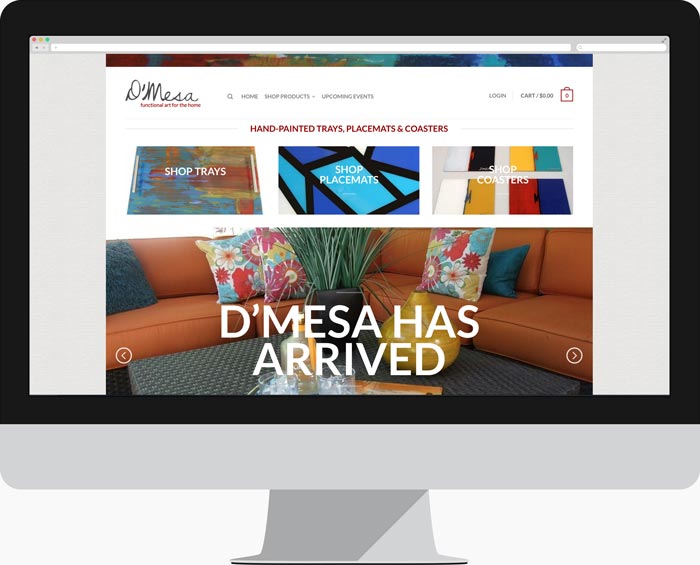 D'Mesa
functional art for the home
HOME SHOP PRODUCTS UPCOMING EVENTS
LOGIN CART / $0.00 0
HAND-PAINTED TRAYS, PLACEMATS & COASTERS
SHOP TRAYS
SHOP
PLACEMATS
SHOP
COASTERS
D'MESA HAS
ARRIVED